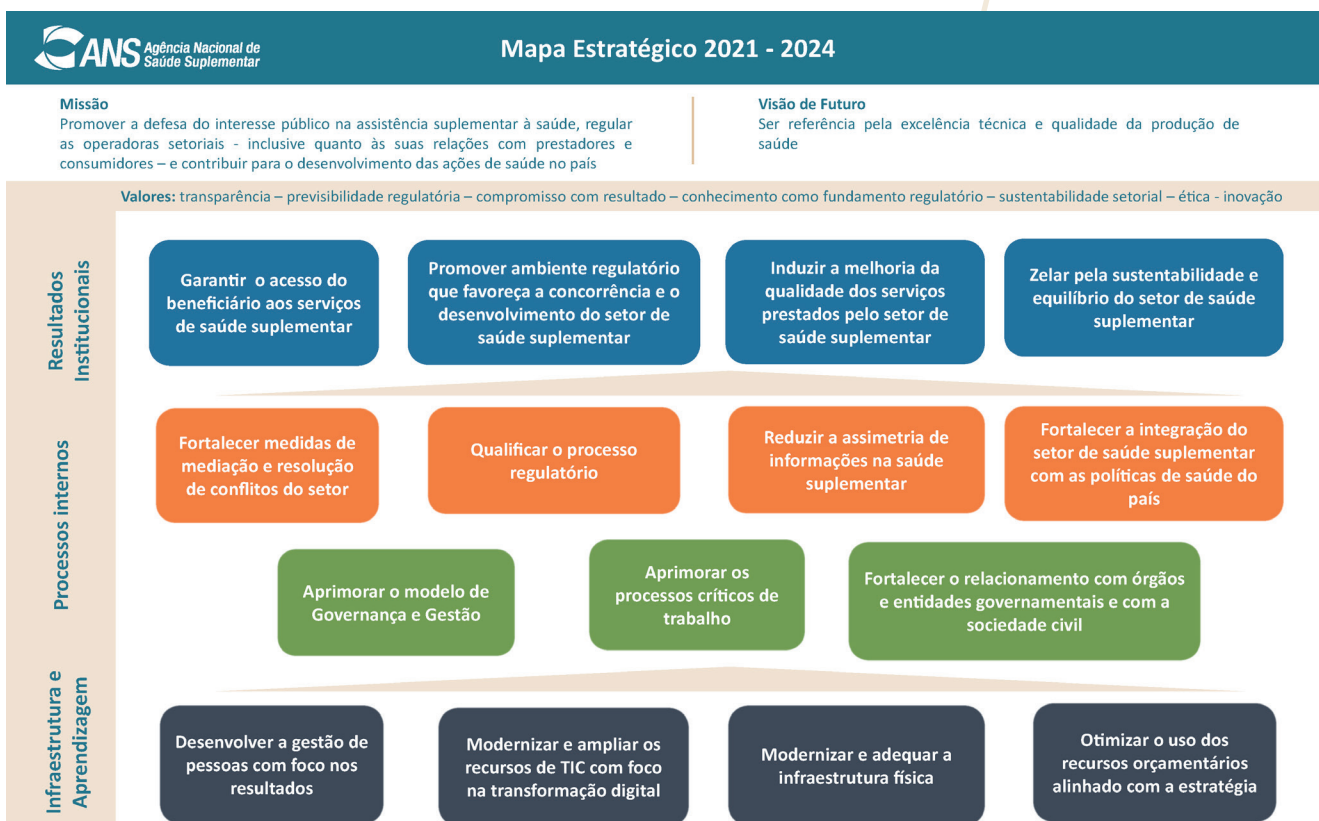 ANS Agência Nacional de
Saúde Suplementar
Mapa Estratégico 2021 - 2024
Missão
Promover a defesa do interesse público na assistência suplementar à saúde, regular
as operadoras setoriais - inclusive quanto às suas relações com prestadores e
consumidores – e contribuir para o desenvolvimento das ações de saúde no país
Visão de Futuro
Ser referência pela excelência técnica e qualidade da produção de
saúde
Valores: transparência – previsibilidade regulatória – compromisso com resultado – conhecimento como fundamento regulatório – sustentabilidade setorial – ética - inovação
Resultados
Institucionais
Garantir o acesso do
beneficiário aos serviços
de saúde suplementar
Promover ambiente regulatório
que favoreça a concorrência e o
desenvolvimento do setor de
saúde suplementar
Induzir a melhoria da
qualidade dos serviços
prestados pelo setor de
saúde suplementar
Zelar pela sustentabilidade e
equilíbrio do setor de saúde
suplementar
Processos internos
Fortalecer medidas de
mediação e resolução
de conflitos do setor
Qualificar o processo
regulatório
Reduzir a assimetria de
informações na saúde
suplementar
Fortalecer a integração do
setor de saúde suplementar
com as políticas de saúde do
país
Aprimorar o modelo de
Governança e Gestão
Aprimorar os
processos críticos de
trabalho
Fortalecer o relacionamento com órgãos
e entidades governamentais e com a
sociedade civil
Infraestrutura e
Aprendizagem
Desenvolver a gestão de
pessoas com foco nos
resultados
Modernizar e ampliar os
recursos de TIC com foco
na transformação digital
Modernizar e adequar a
infraestrutura física
Otimizar o uso dos
recursos orçamentários
alinhado com a estratégia